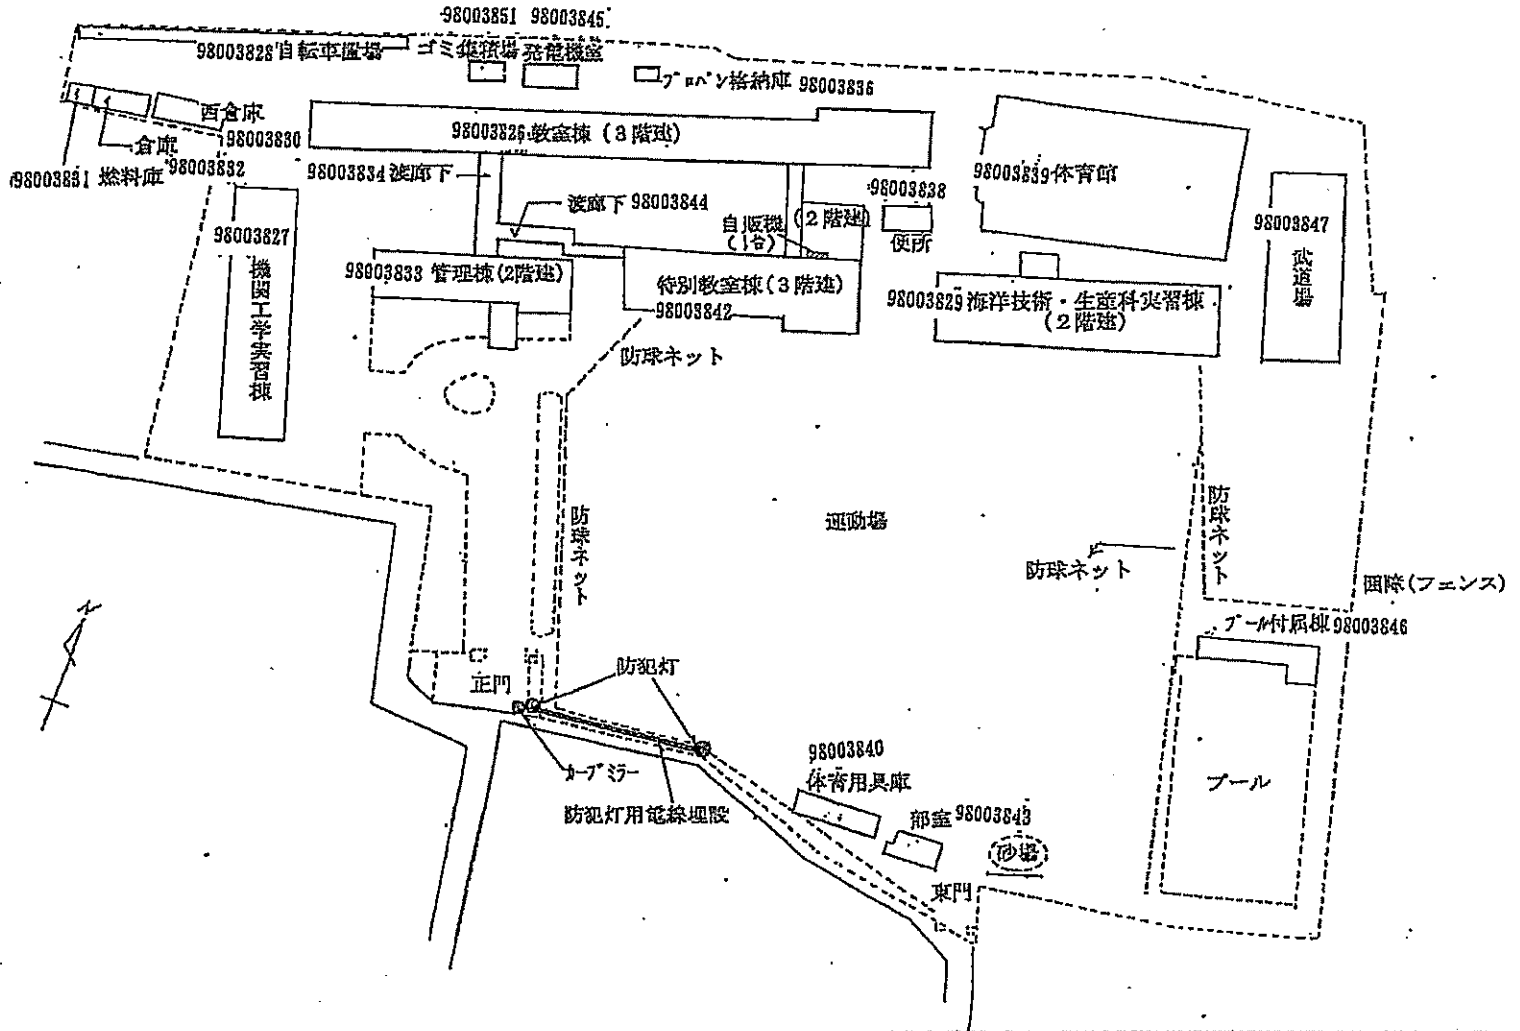 98003851 98003845
98003828 自転車置場 ゴミ集積場 発電機室
プロパン格納庫 98003836
西倉庫
98003830
倉庫
98003832
98003831 燃料庫
98003826 教室棟(3階建)
98003834 渡廊下
渡廊下 98003844
自販機
(1台)
(2階建)
98003838
便所
98003839 体育館
98003847
武道場
98003827
機関工学実習棟
98003833 管理棟(2階建)
特別教室棟(3階建)
98003842
98003829 海洋技術・生産科実習棟
(2階建)
防球ネット
防球ネット
運動場
防球ネット
防球ネット
囲障(フェンス)
プール付属棟 98003846
N
正門
防犯灯
カーブミラー
防犯灯用電線埋設
98003840
体育用具庫
部室 98003843
砂場
プール
東門